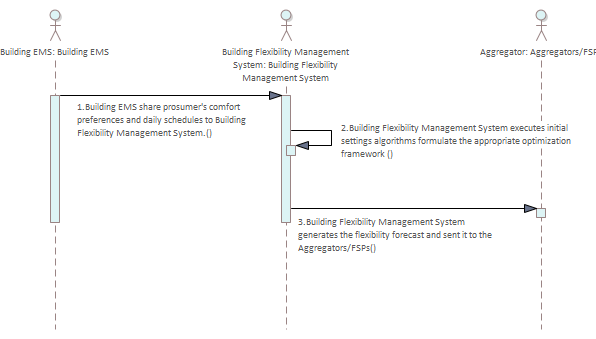 Building EMS: Building EMS
Building Flexibility Management
System: Building Flexibility
Management System
Aggregator: Aggregators/FSP
1.Building EMS share prosumer's comfort
preferences and daily schedules to Building
Flexibility Management System.()
2.Building Flexibility Management System executes initial
settings algorithms formulate the appropriate optimization
framework ()
3.Building Flexibility Management System
generates the flexibility forecast and sent it to the
Aggregators/FSPs()